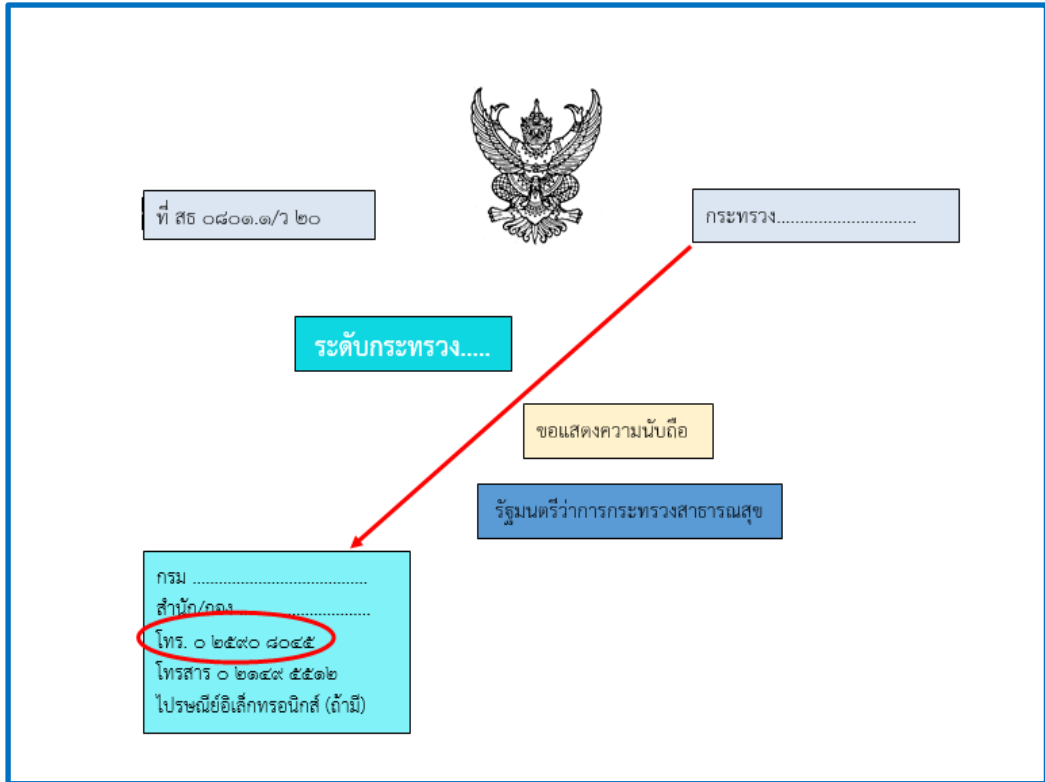 ที่ สธ ๐๘๐๑.๑/ว ๒๐
กระทรวง..............................
ระดับกระทรวง.....
ขอแสดงความนับถือ
รัฐมนตรีว่าการกระทรวงสาธารณสุข
กรม ........................................
สำนัก/กอง...............................
โทร. ๐ ๒๕๙๐ ๘๐๔๕
โทรสาร ๐ ๒๑๔๙ ๕๕๑๒
ไปรษณีย์อิเล็กทรอนิกส์ (ถ้ามี)